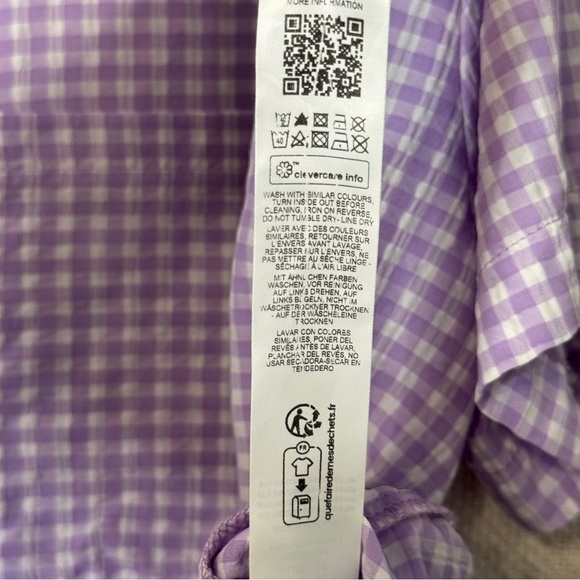 MORE INFORMATION
40
clevercare info
WASH WITH SIMILAR COLOURS,
TURN INSIDE OUT BEFORE
CLEANING, IRON ON REVERSE,
DO NOT TUMBLE DRY- LINE DRY
LAVER AVEC DES COULEURS
SIMILAIRES, RETOURNER SUR
L'ENVERS AVANT LAVAGE,
REPASSER SUR L'ENVERS, NE
PAS METTRE AU SÈCHE LINGE -
SÉCHAGE À L'AIR LIBRE
MIT ÄHNLICHEN FARBEN
WASCHEN, VOR REINIGUNG
AUF LINKS DREHEN, AUF
LINKS BÜGELN, NICHT IM
WÄSCHETROCKNER TROCKNEN
- AUF DER WÄSCHELEINE
TROCKNEN
LAVAR CON COLORES
SIMILARES, PONER DEL
REVÉS ANTES DE LAVAR,
PLANCHAR DEL REVÉS, NO
USAR SECADORA-SECAR EN
TENDEDERO
FR
quefairedemesdechets.fr